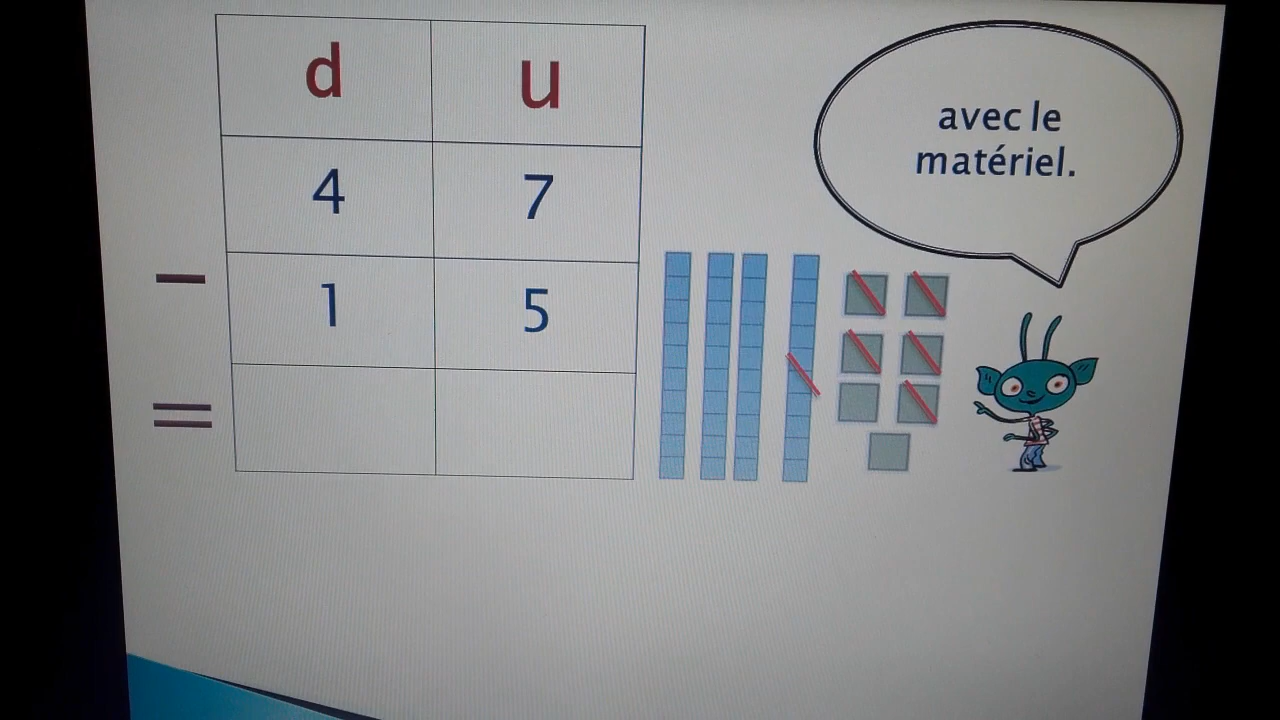 d u
4 7
− 1 5
=
avec le
matériel.